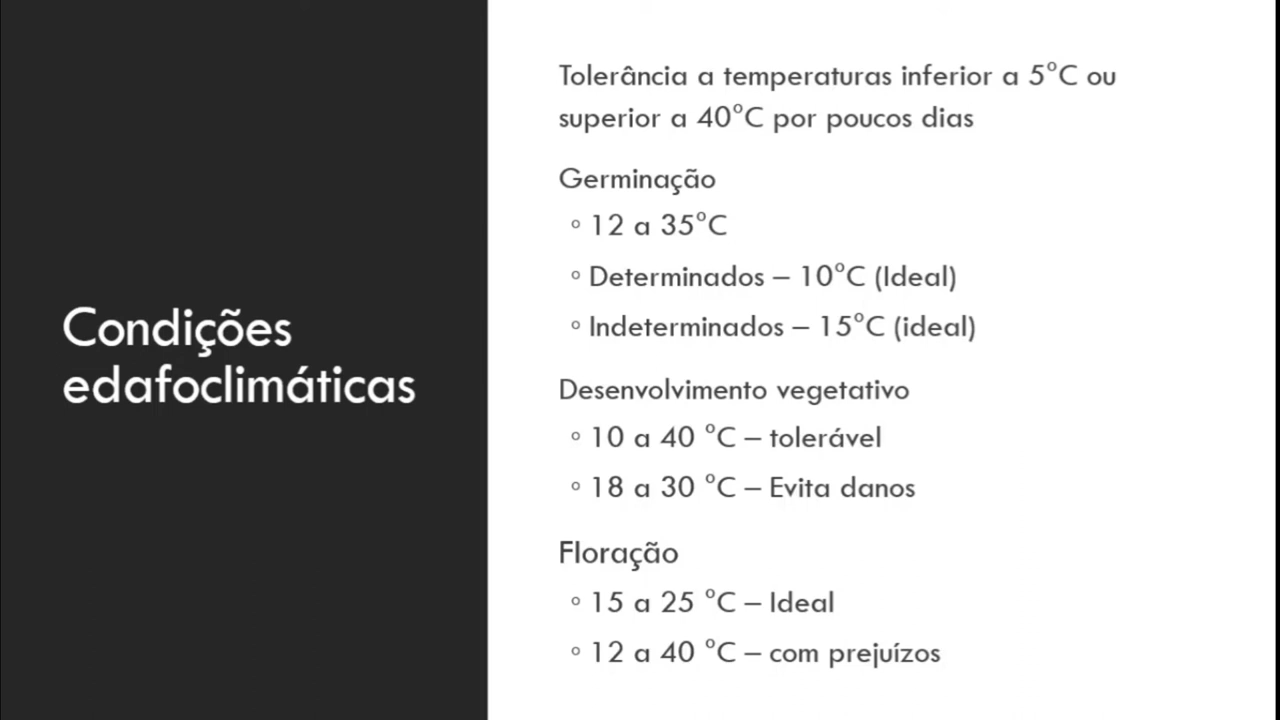 Condições
edafoclimáticas
Tolerância a temperaturas inferior a 5°C ou
superior a 40°C por poucos dias
Germinação
◦ 12 a 35°C
◦ Determinados – 10°C (Ideal)
◦ Indeterminados – 15°C (ideal)
Desenvolvimento vegetativo
◦ 10 a 40 °C – tolerável
◦ 18 a 30 °C – Evita danos
Floração
◦ 15 a 25 °C – Ideal
◦ 12 a 40 °C – com prejuízos